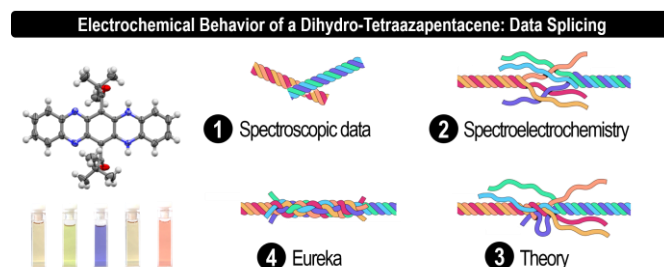 Electrochemical Behavior of a Dihydro-Tetraazapentacene: Data Splicing
1 Spectroscopic data
2 Spectroelectrochemistry
4 Eureka
3 Theory